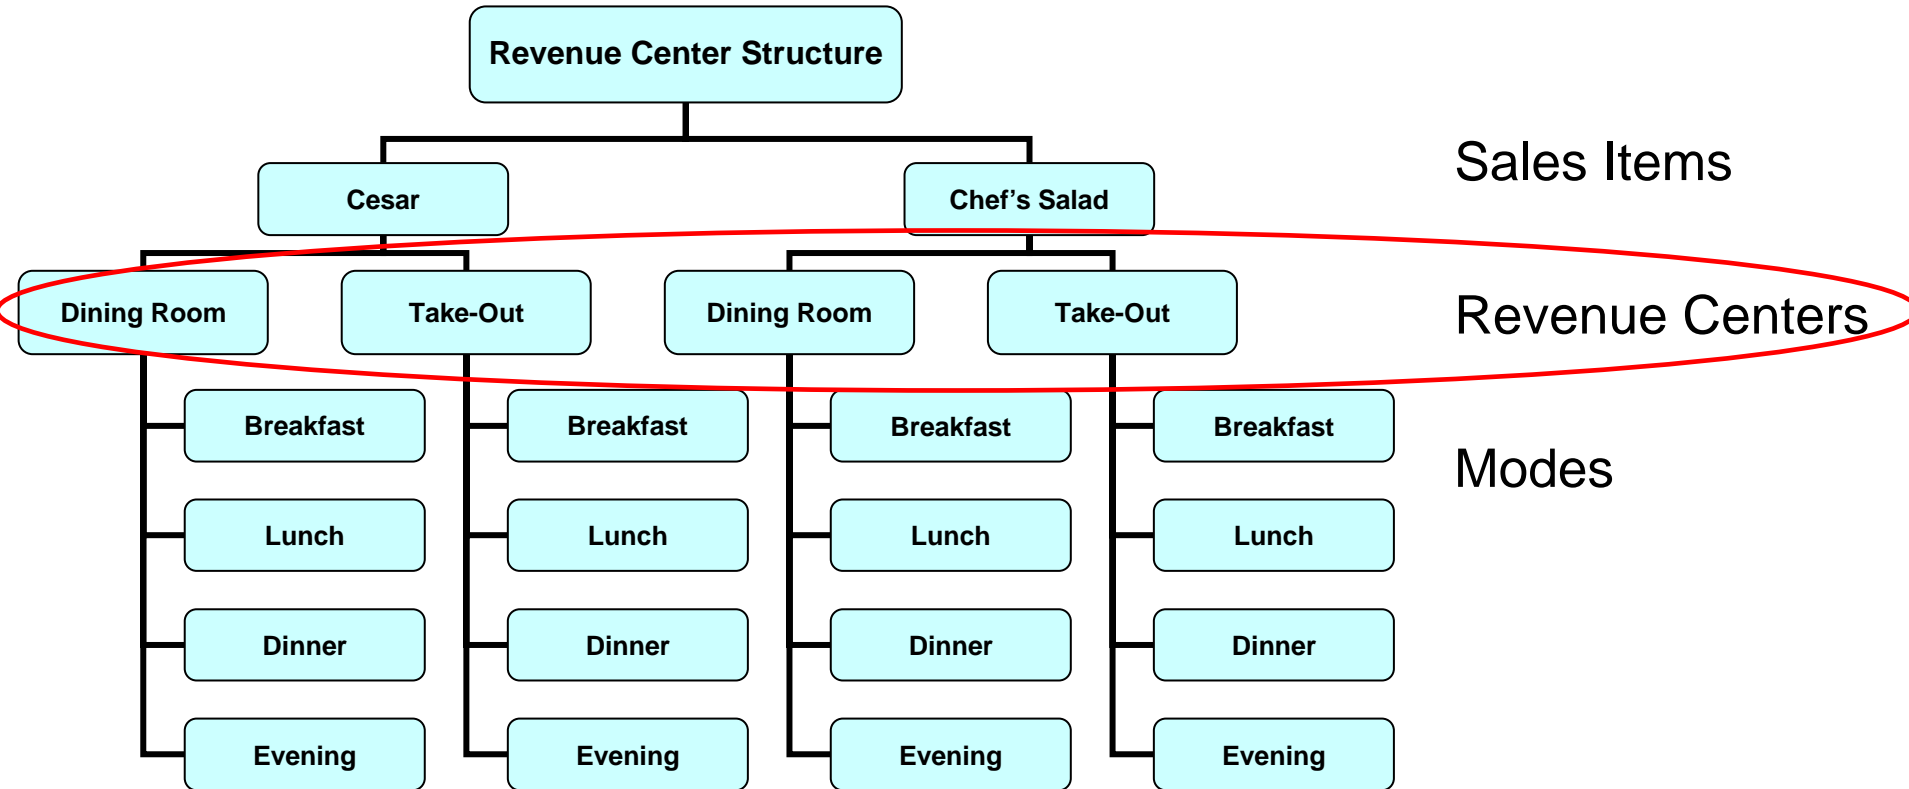 Revenue Center Structure
Sales Items
Cesar
Chef’s Salad
Dining Room
Take-Out
Dining Room
Take-Out
Revenue Centers
Breakfast
Breakfast
Breakfast
Breakfast
Modes
Lunch
Lunch
Lunch
Lunch
Dinner
Dinner
Dinner
Dinner
Evening
Evening
Evening
Evening